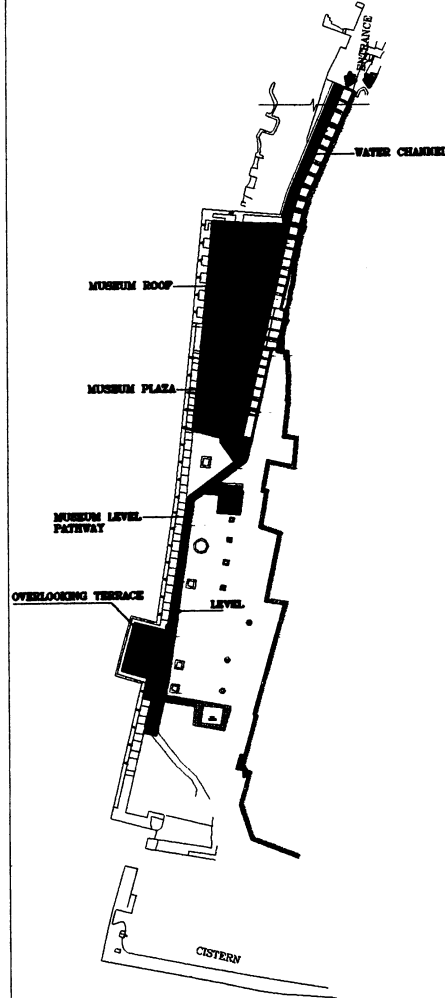 ENTRANCE
WATER CHANNEL
MUSEUM ROOF
MUSEUM PLAZA
MUSEUM LEVEL
PATHWAY
OVERLOOKING TERRACE
LEVEL
CISTERN